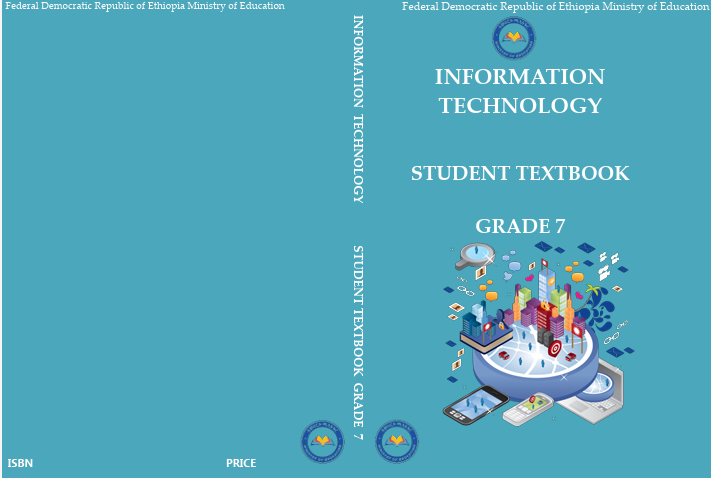 Federal Democratic Republic of Ethiopia Ministry of Education
ISBN
PRICE
INFORMATION TECHNOLOGY
STUDENT TEXTBOOK GRADE 7
Federal Democratic Republic of Ethiopia Ministry of Education
INFORMATION
TECHNOLOGY
STUDENT TEXTBOOK
GRADE 7